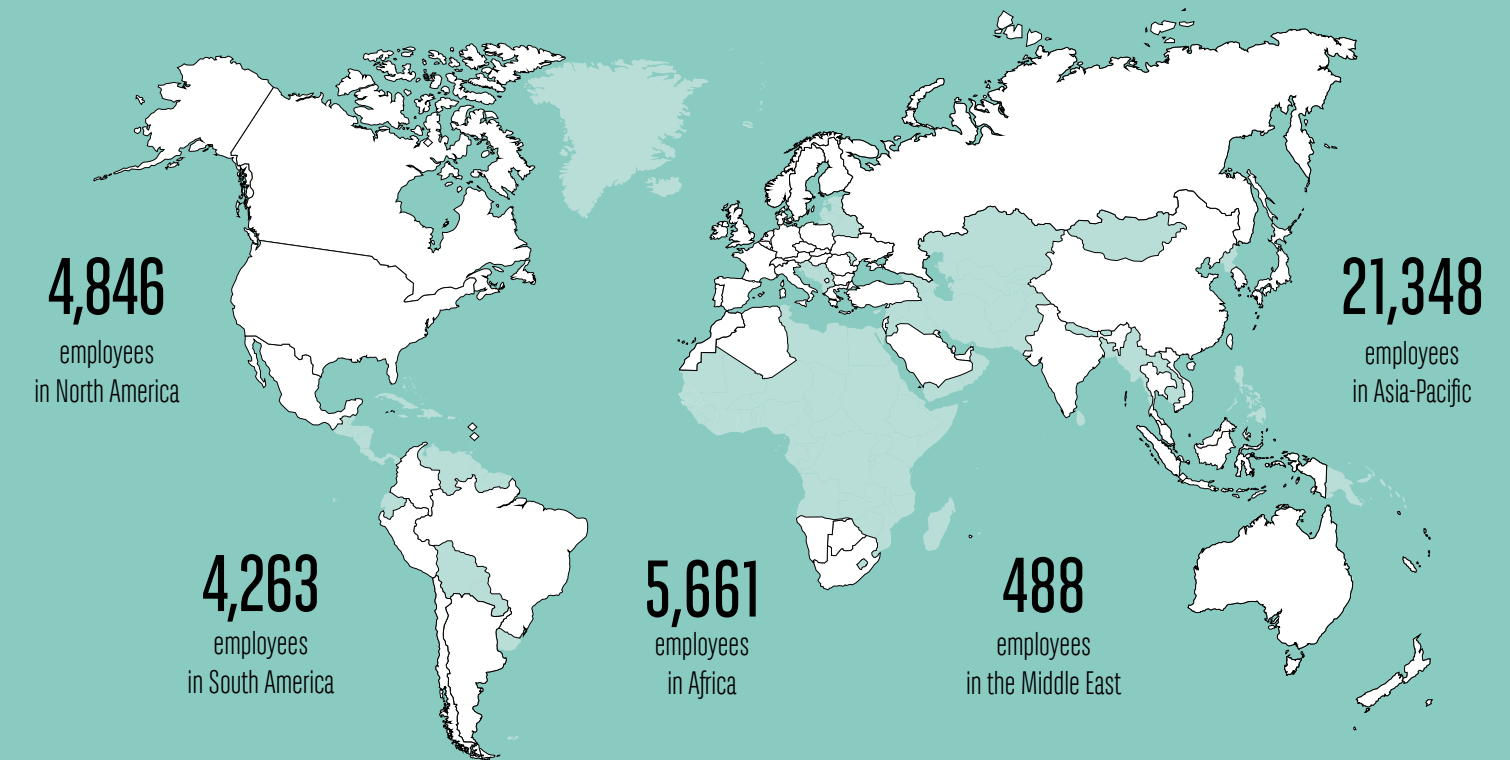 4,846
employees
in North America
21,348
employees
in Asia-Pacific
4,263
employees
in South America
5,661
employees
in Africa
488
employees
in the Middle East